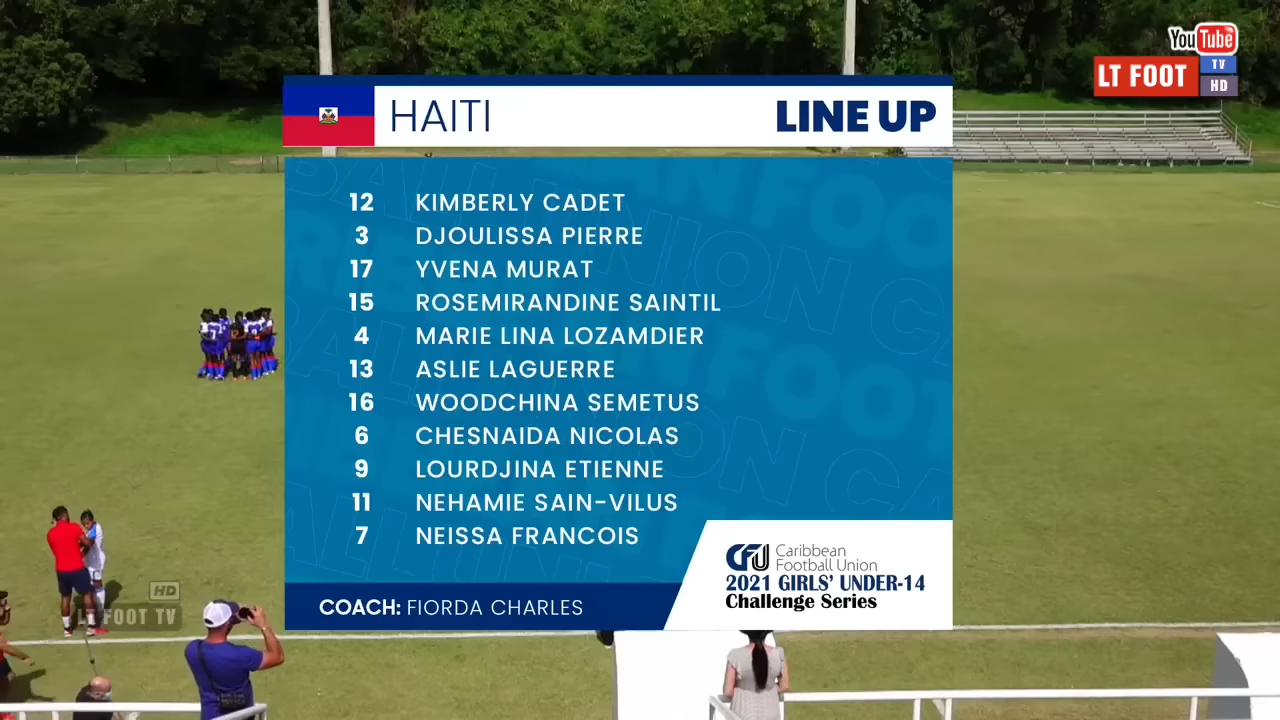 YouTube
LT FOOT TV
HD
HAITI LINE UP
12 KIMBERLY CADET
3 DJOULISSA PIERRE
17 YVENA MURAT
15 ROSEMIRANDINE SAINTIL
4 MARIE LINA LOZAMDIER
13 ASLIE LAGUERRE
16 WOODCHINA SEMETUS
6 CHESNAIDA NICOLAS
9 LOURDJINA ETIENNE
11 NEHAMIE SAIN-VILUS
7 NEISSA FRANCOIS
COACH: FIORDA CHARLES
CFU Caribbean
Football Union
2021 GIRLS' UNDER-14
Challenge Series
HD
LT FOOT TV